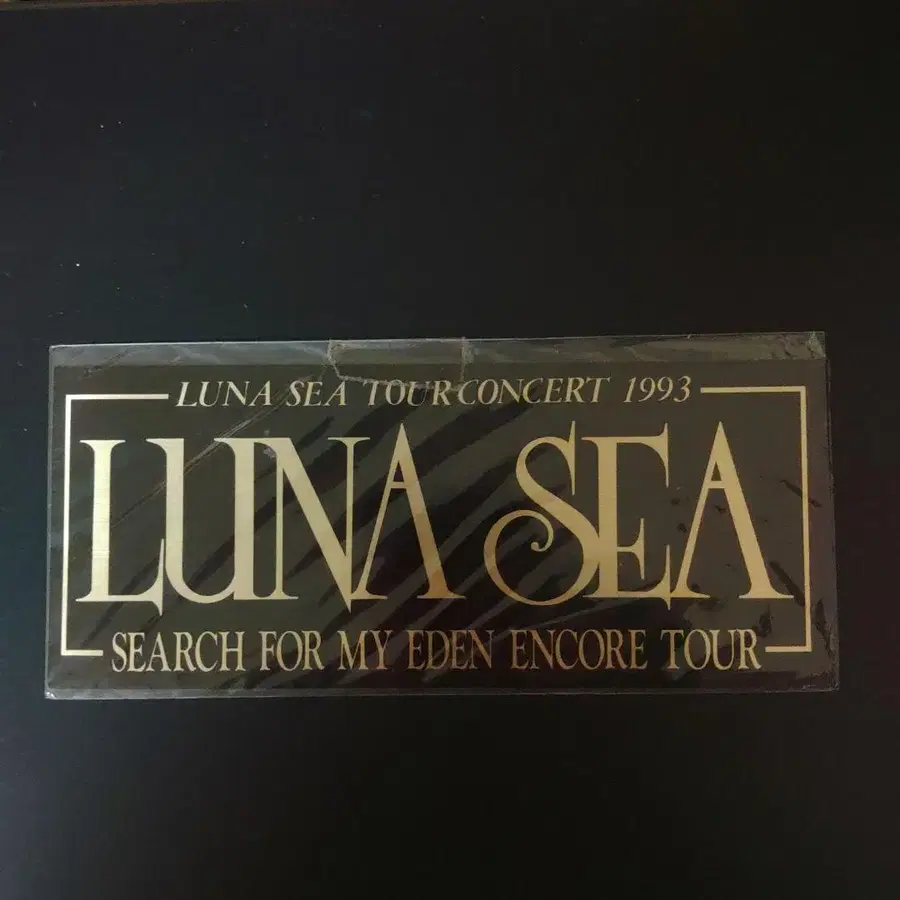 LUNA SEA TOUR CONCERT 1993
LUNA SEA
SEARCH FOR MY EDEN ENCORE TOUR